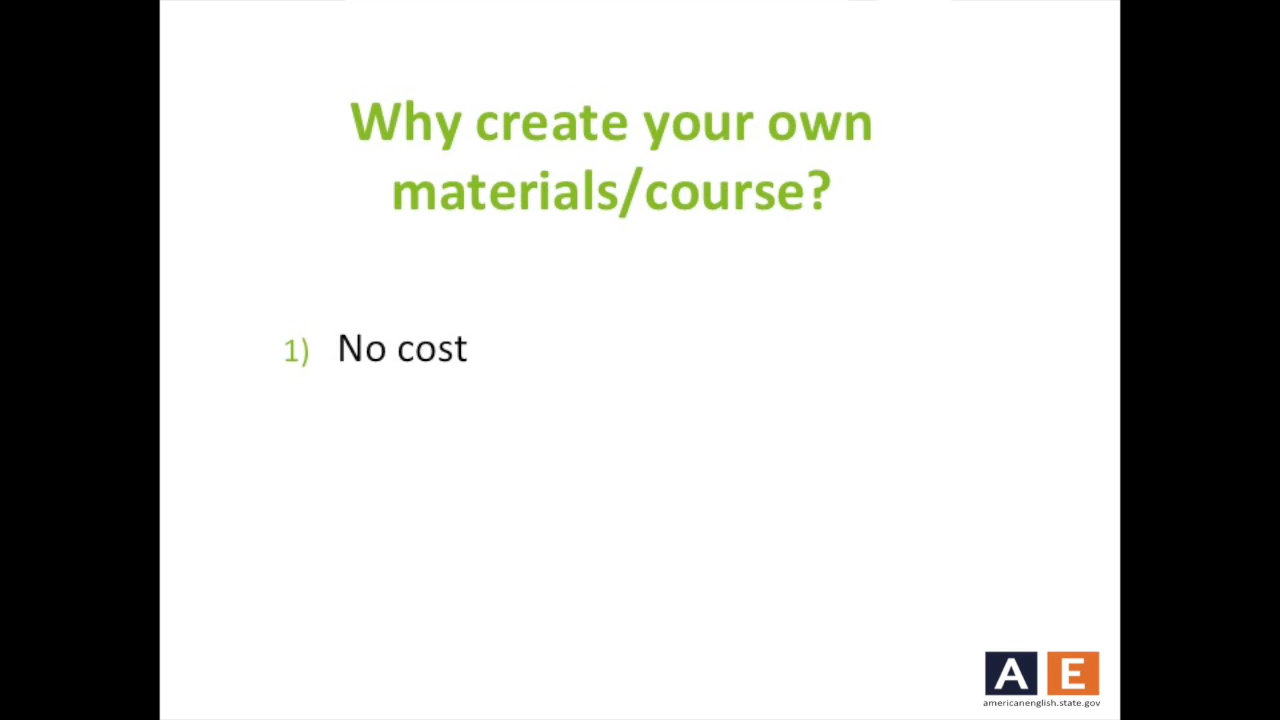 Why create your own
materials/course?
1) No cost
A E
americanenglish.state.gov